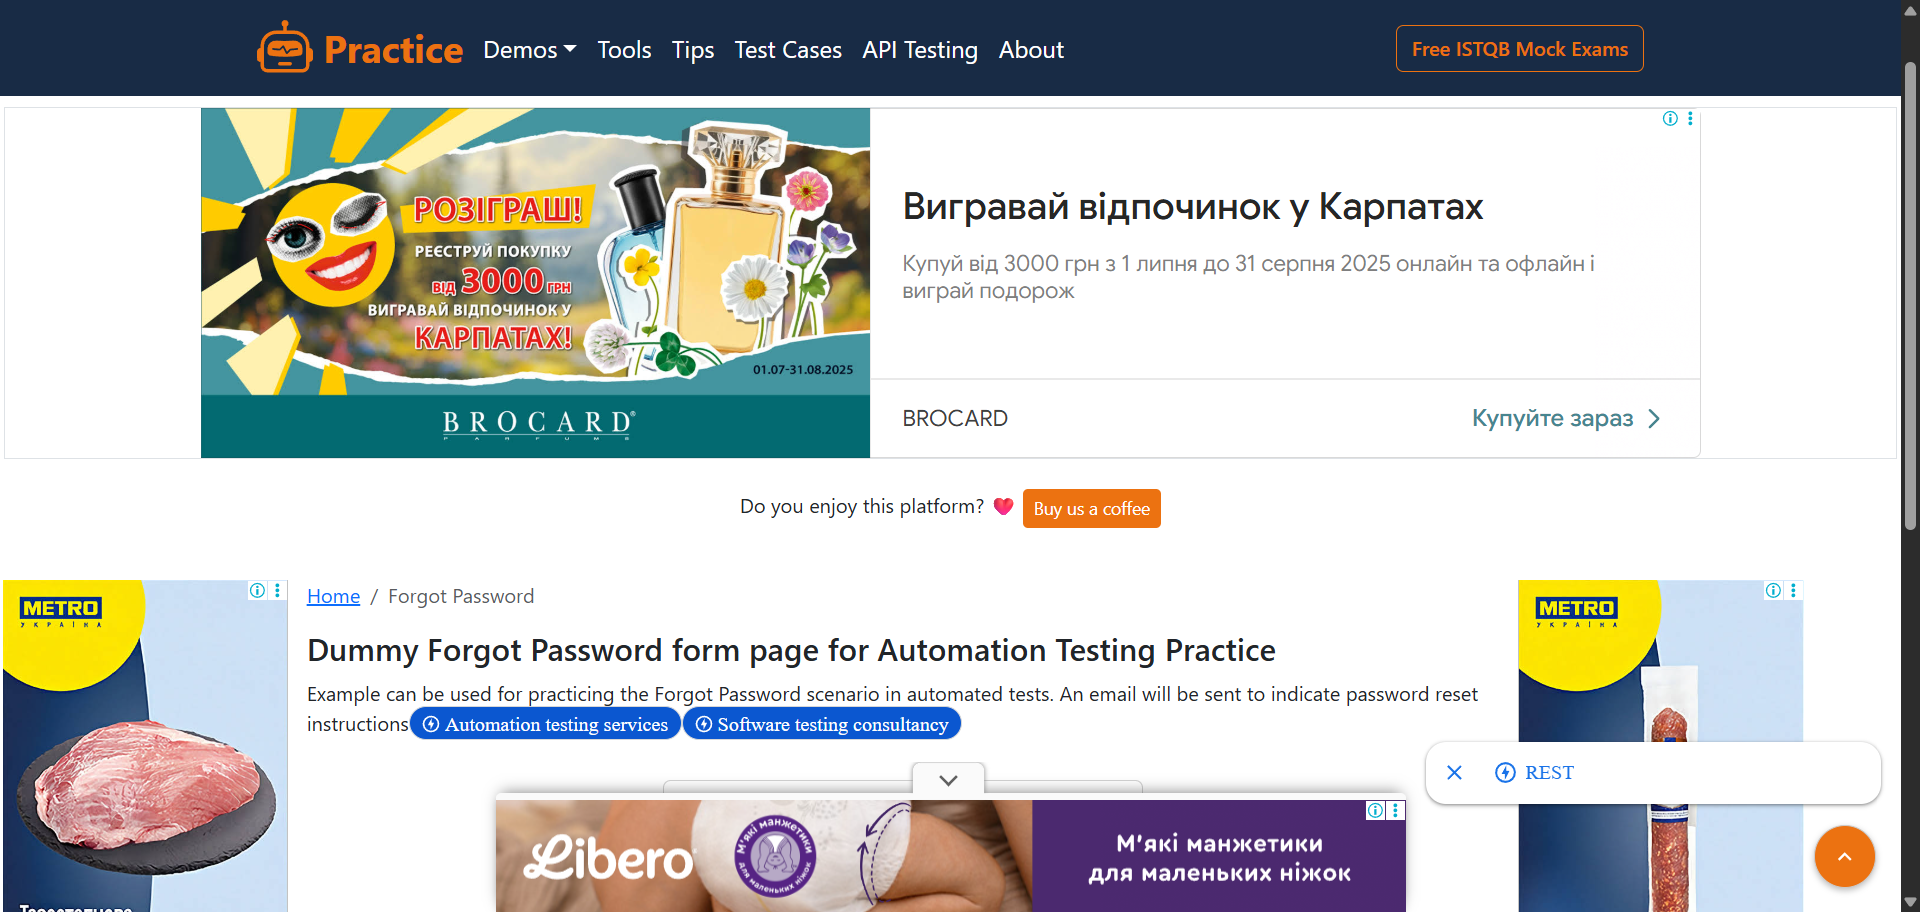 Practice
Demos
Tools
Tips
Test Cases
API Testing
About
Free ISTQB Mock Exams
РОЗІГРАШ!
РЕЄСТРУЙ ПОКУПКУ
ВІД 3000 ГРН
ВИГРАВАЙ ВІДПОЧИНОК У
КАРПАТАХ!
01.07-31.08.2025
BROCARD®
PARFUMS
Вигравай відпочинок у Карпатах
Купуй від 3000 грн з 1 липня до 31 серпня 2025 онлайн та офлайн і
виграй подорож
BROCARD
Купуйте зараз
Do you enjoy this platform?
Buy us a coffee
METRO
УКРАЇНА
Home / Forgot Password
Dummy Forgot Password form page for Automation Testing Practice
Example can be used for practicing the Forgot Password scenario in automated tests. An email will be sent to indicate password reset
instructions Automation testing services Software testing consultancy
METRO
УКРАЇНА
REST
Libero
М'ЯКІ МАНЖЕТИКИ
ДЛЯ МАЛЕНЬКИХ НІЖОК
М'які манжетики
для маленьких ніжок